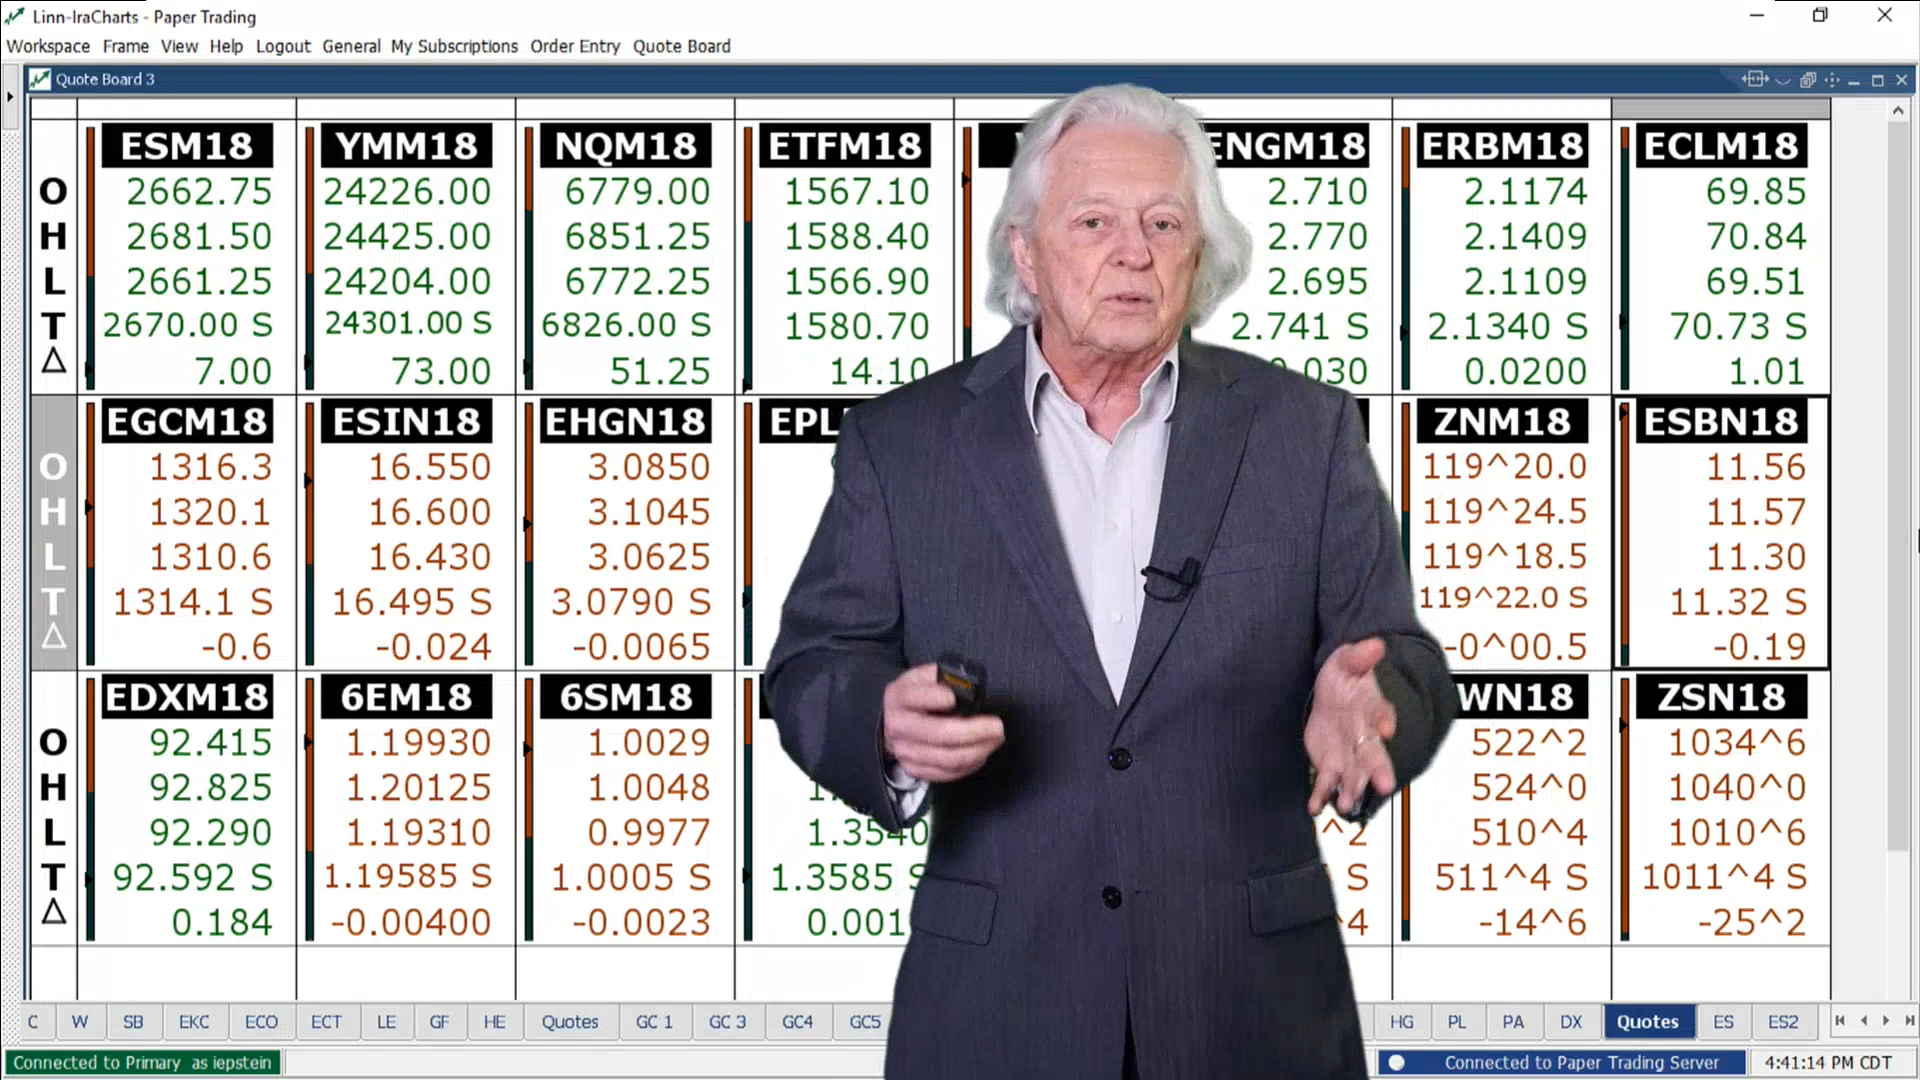 Linn-IraCharts - Paper Trading
Workspace Frame View Help Logout General My Subscriptions Order Entry Quote Board
Quote Board 3
ESM18 YMM18 NQM18 ETFM18 ENGM18 ERBM18 ECLM18
O 2662.75 24226.00 6779.00 1567.10 2.710 2.1174 69.85
H 2681.50 24425.00 6851.25 1588.40 2.770 2.1409 70.84
L 2661.25 24204.00 6772.25 1566.90 2.695 2.1109 69.51
T 2670.00 S 24301.00 S 6826.00 S 1580.70 2.741 S 2.1340 S 70.73 S
Δ 7.00 73.00 51.25 14.10 0.030 0.0200 1.01
EGCM18 ESIN18 EHGN18 EPL ZNM18 ESBN18
O 1316.3 16.550 3.0850 119^20.0 11.56
H 1320.1 16.600 3.1045 119^24.5 11.57
L 1310.6 16.430 3.0625 119^18.5 11.30
T 1314.1 S 16.495 S 3.0790 S 119^22.0 S 11.32 S
Δ -0.6 -0.024 -0.0065 -0^00.5 -0.19
EDXM18 6EM18 6SM18 WN18 ZSN18
O 92.415 1.19930 1.0029 522^2 1034^6
H 92.825 1.20125 1.0048 524^0 1040^0
L 92.290 1.19310 0.9977 1.3540 ^2 510^4 1010^6
T 92.592 S 1.19585 S 1.0005 S 1.3585 S S 511^4 S 1011^4 S
Δ 0.184 -0.00400 -0.0023 0.001 ^4 -14^6 -25^2
C W SB EKC ECO ECT LE GF HE Quotes GC 1 GC 3 GC4 GC5 HG PL PA DX Quotes ES ES2
Connected to Primary as iepstein Connected to Paper Trading Server 4:41:14 PM CDT